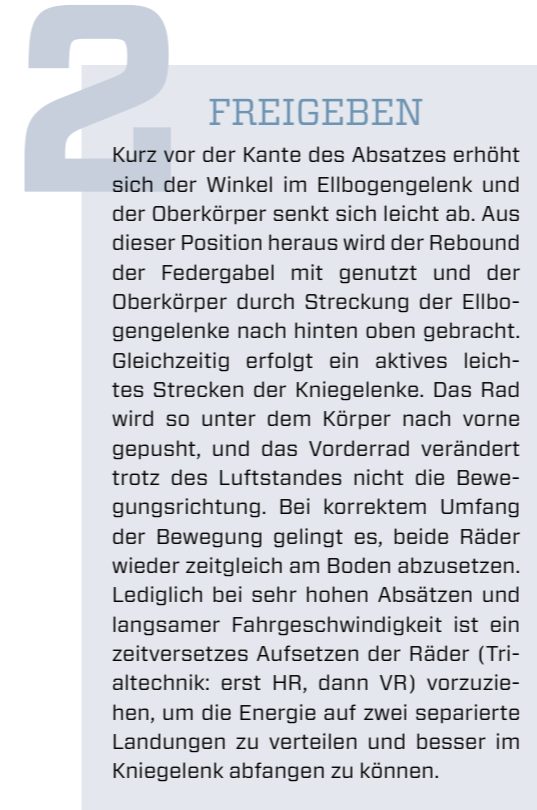 2
FREIGEBEN
Kurz vor der Kante des Absatzes erhöht
sich der Winkel im Ellbogengelenk und
der Oberkörper senkt sich leicht ab. Aus
dieser Position heraus wird der Rebound
der Federgabel mit genutzt und der
Oberkörper durch Streckung der Ellbo-
gengelenke nach hinten oben gebracht.
Gleichzeitig erfolgt ein aktives leich-
tes Strecken der Kniegelenke. Das Rad
wird so unter dem Körper nach vorne
gepusht, und das Vorderrad verändert
trotz des Luftstandes nicht die Bewe-
gungsrichtung. Bei korrektem Umfang
der Bewegung gelingt es, beide Räder
wieder zeitgleich am Boden abzusetzen.
Lediglich bei sehr hohen Absätzen und
langsamer Fahrgeschwindigkeit ist ein
zeitversetzes Aufsetzen der Räder (Tri-
altechnik: erst HR, dann VR) vorzuzie-
hen, um die Energie auf zwei separierte
Landungen zu verteilen und besser im
Kniegelenk abfangen zu können.